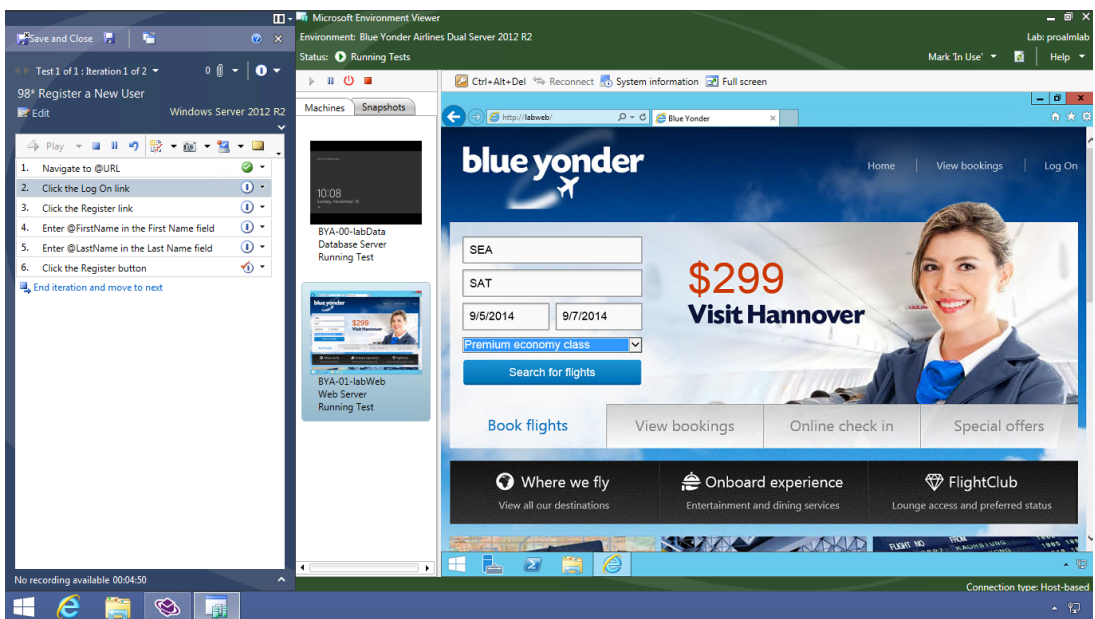 Save and Close
Test 1 of 1 : Iteration 1 of 2
0
98* Register a New User
Edit
Windows Server 2012 R2
Play
1. Navigate to @URL
2. Click the Log On link
3. Click the Register link
4. Enter @FirstName in the First Name field
5. Enter @LastName in the Last Name field
6. Click the Register button
End iteration and move to next
No recording available 00:04:50
Microsoft Environment Viewer
Environment: Blue Yonder Airlines Dual Server 2012 R2
Lab: proalmlab
Status: Running Tests
Mark 'In Use'
Help
Machines
Snapshots
10:08
BYA-00-labData
Database Server
Running Test
blue yonder
$299
Visit Hannover
BYA-01-labWeb
Web Server
Running Test
Ctrl+Alt+Del
Reconnect
System information
Full screen
http://labweb/
Blue Yonder
blue yonder
Home
View bookings
Log On
SEA
SAT
9/5/2014
9/7/2014
Premium economy class
Search for flights
$299
Visit Hannover
Book flights
View bookings
Online check in
Special offers
Where we fly
View all our destinations
Onboard experience
Entertainment and dining services
FlightClub
Lounge access and preferred status
FLIGHT NO
FROM
Connection type: Host-based